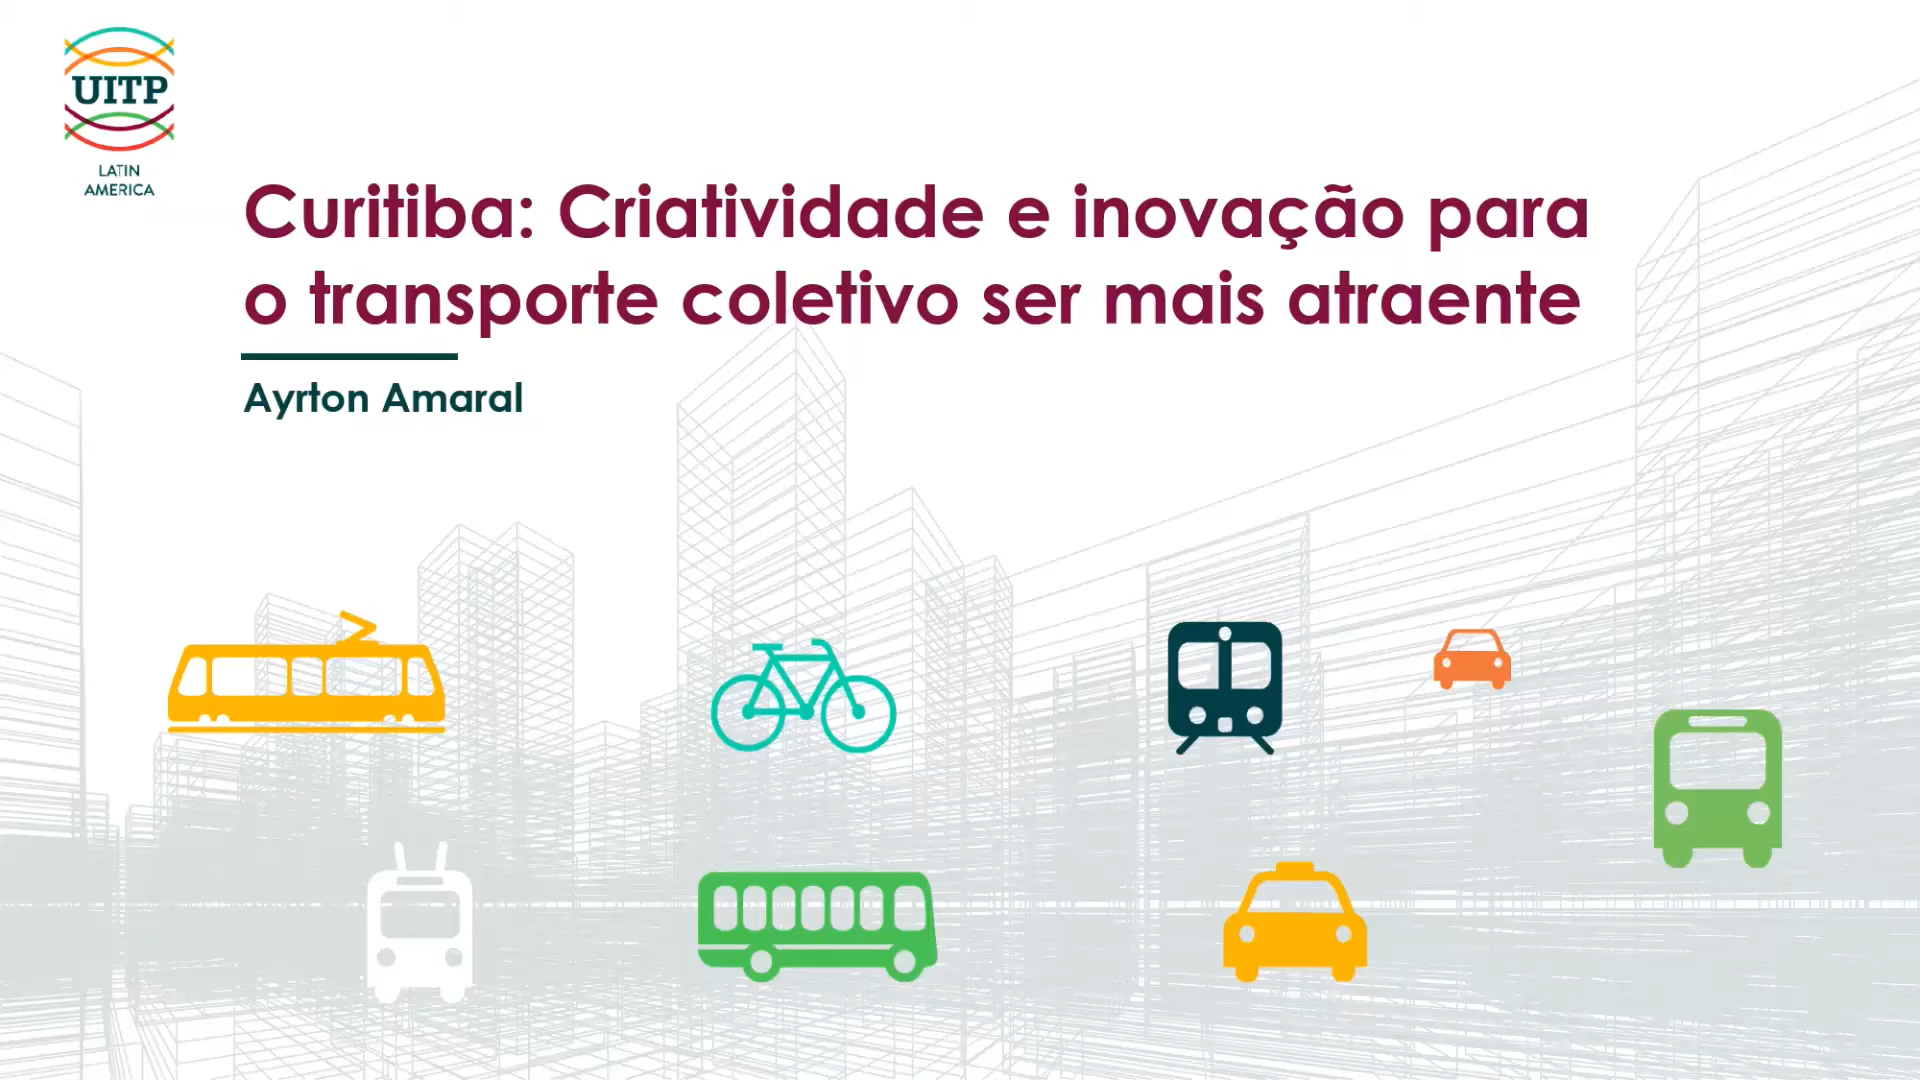 UITP
LATIN
AMERICA
Curitiba: Criatividade e inovação para
o transporte coletivo ser mais atraente
Ayrton Amaral